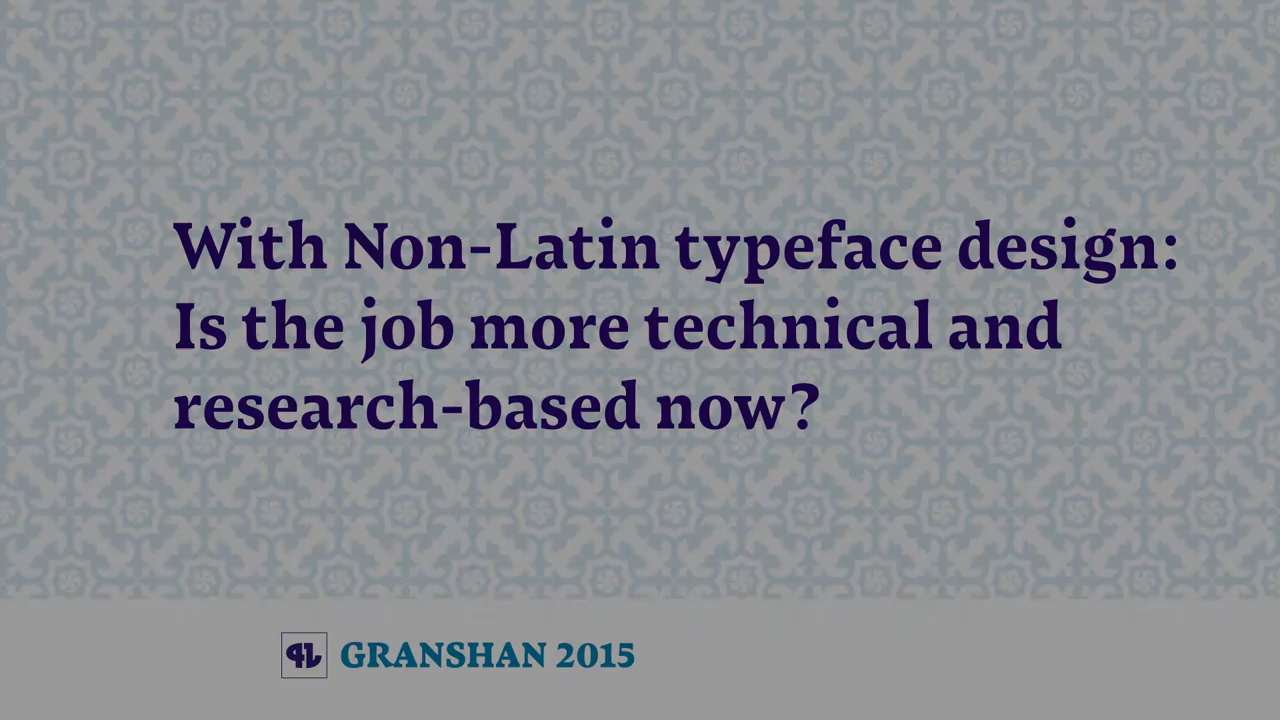 With Non-Latin typeface design:
Is the job more technical and
research-based now?
GRANSHAN 2015